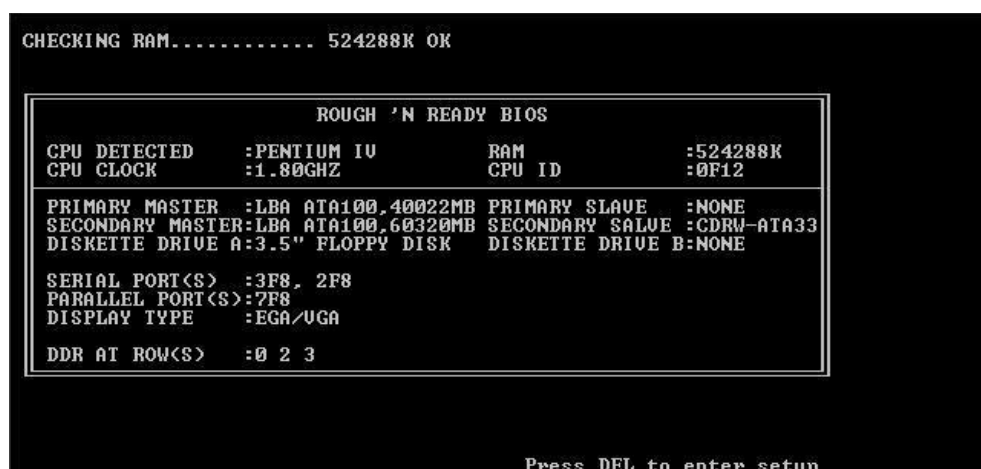 CHECKING RAM............ 524288K OK
ROUGH 'N READY BIOS
CPU DETECTED :PENTIUM IV RAM :524288K
CPU CLOCK :1.80GHZ CPU ID :0F12
PRIMARY MASTER :LBA ATA100,40022MB PRIMARY SLAVE :NONE
SECONDARY MASTER:LBA ATA100,60320MB SECONDARY SALVE :CDRW-ATA33
DISKETTE DRIVE A:3.5" FLOPPY DISK DISKETTE DRIVE B:NONE
SERIAL PORT(S) :3F8, 2F8
PARALLEL PORT(S):7F8
DISPLAY TYPE :EGA/VGA
DDR AT ROW(S) :0 2 3
Press DEL to enter setup